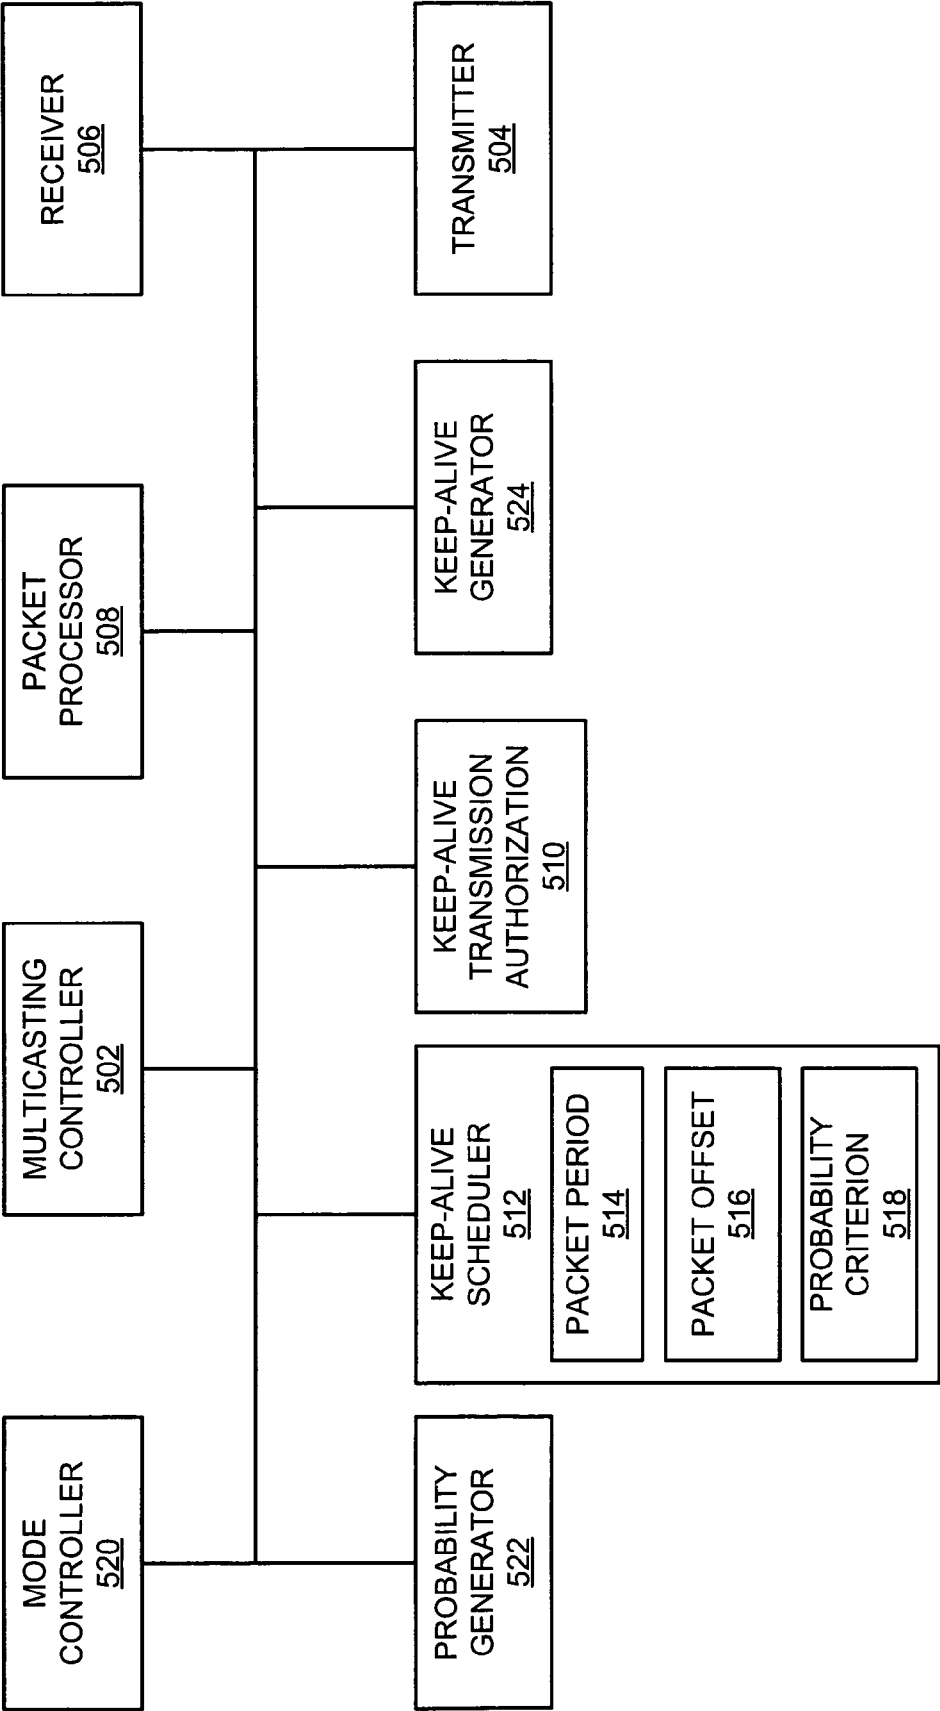 MODE
CONTROLLER
520
MULTICASTING
CONTROLLER
502
PACKET
PROCESSOR
508
RECEIVER
506
PROBABILITY
GENERATOR
522
KEEP-ALIVE
SCHEDULER
512
PACKET PERIOD
514
PACKET OFFSET
516
PROBABILITY
CRITERION
518
KEEP-ALIVE
TRANSMISSION
AUTHORIZATION
510
KEEP-ALIVE
GENERATOR
524
TRANSMITTER
504